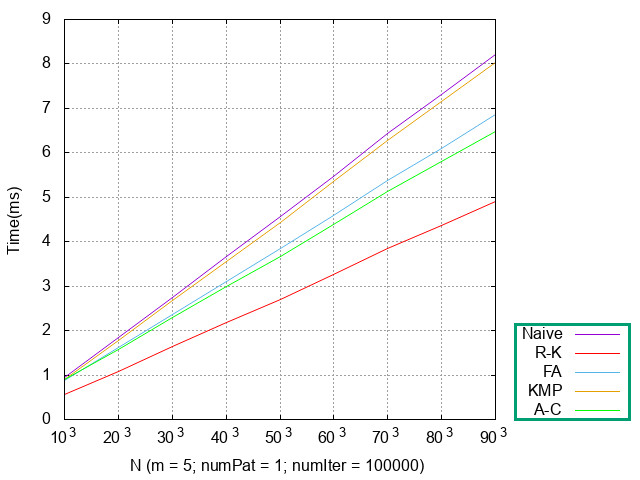 9
8
7
6
5
4
3
2
1
0
Time(ms)
10 3 20 3 30 3 40 3 50 3 60 3 70 3 80 3 90 3
N (m = 5; numPat = 1; numIter = 100000)
Naive
R-K
FA
KMP
A-C